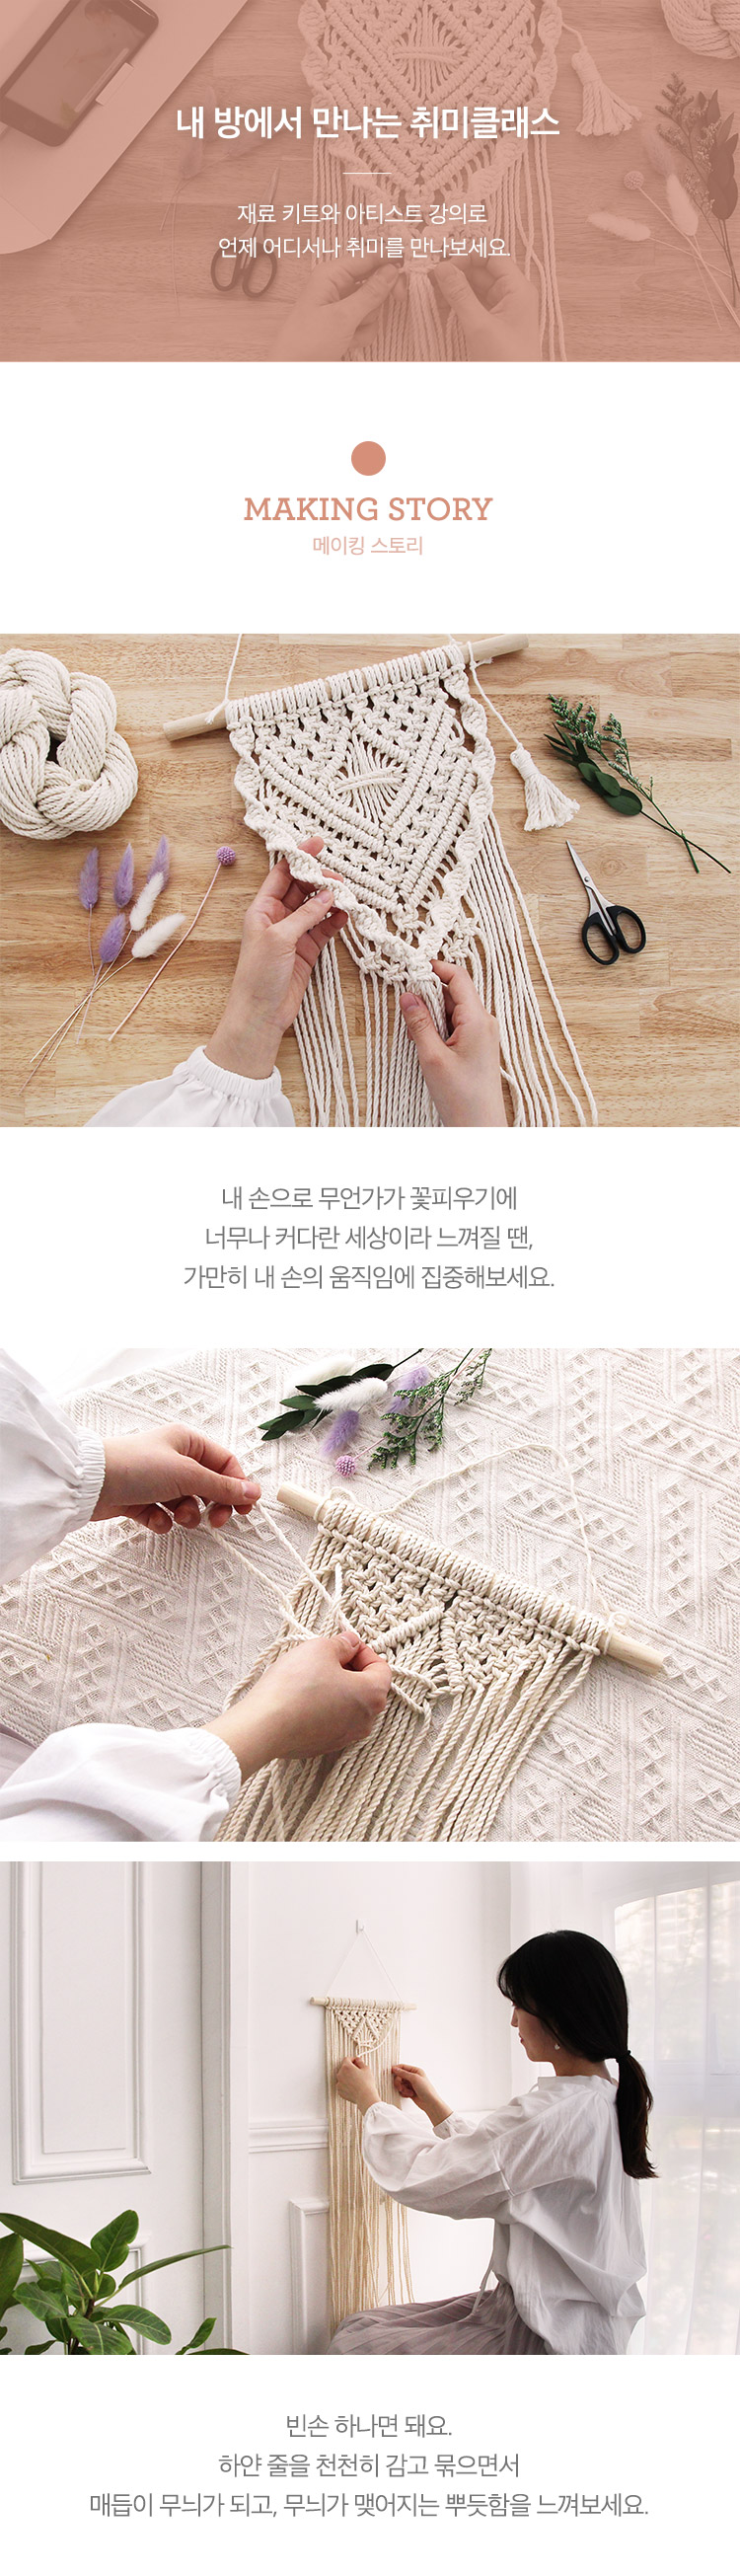 내 방에서 만나는 취미클래스
재료 키트와 아티스트 강의로
언제 어디서나 취미를 만나보세요.
MAKING STORY
메이킹 스토리
내 손으로 무언가가 꽃피우기에
너무나 커다란 세상이라 느껴질 땐,
가만히 내 손의 움직임에 집중해보세요.
빈손 하나면 돼요.
하얀 줄을 천천히 감고 묶으면서
매듭이 무늬가 되고, 무늬가 맺어지는 뿌듯함을 느껴보세요.